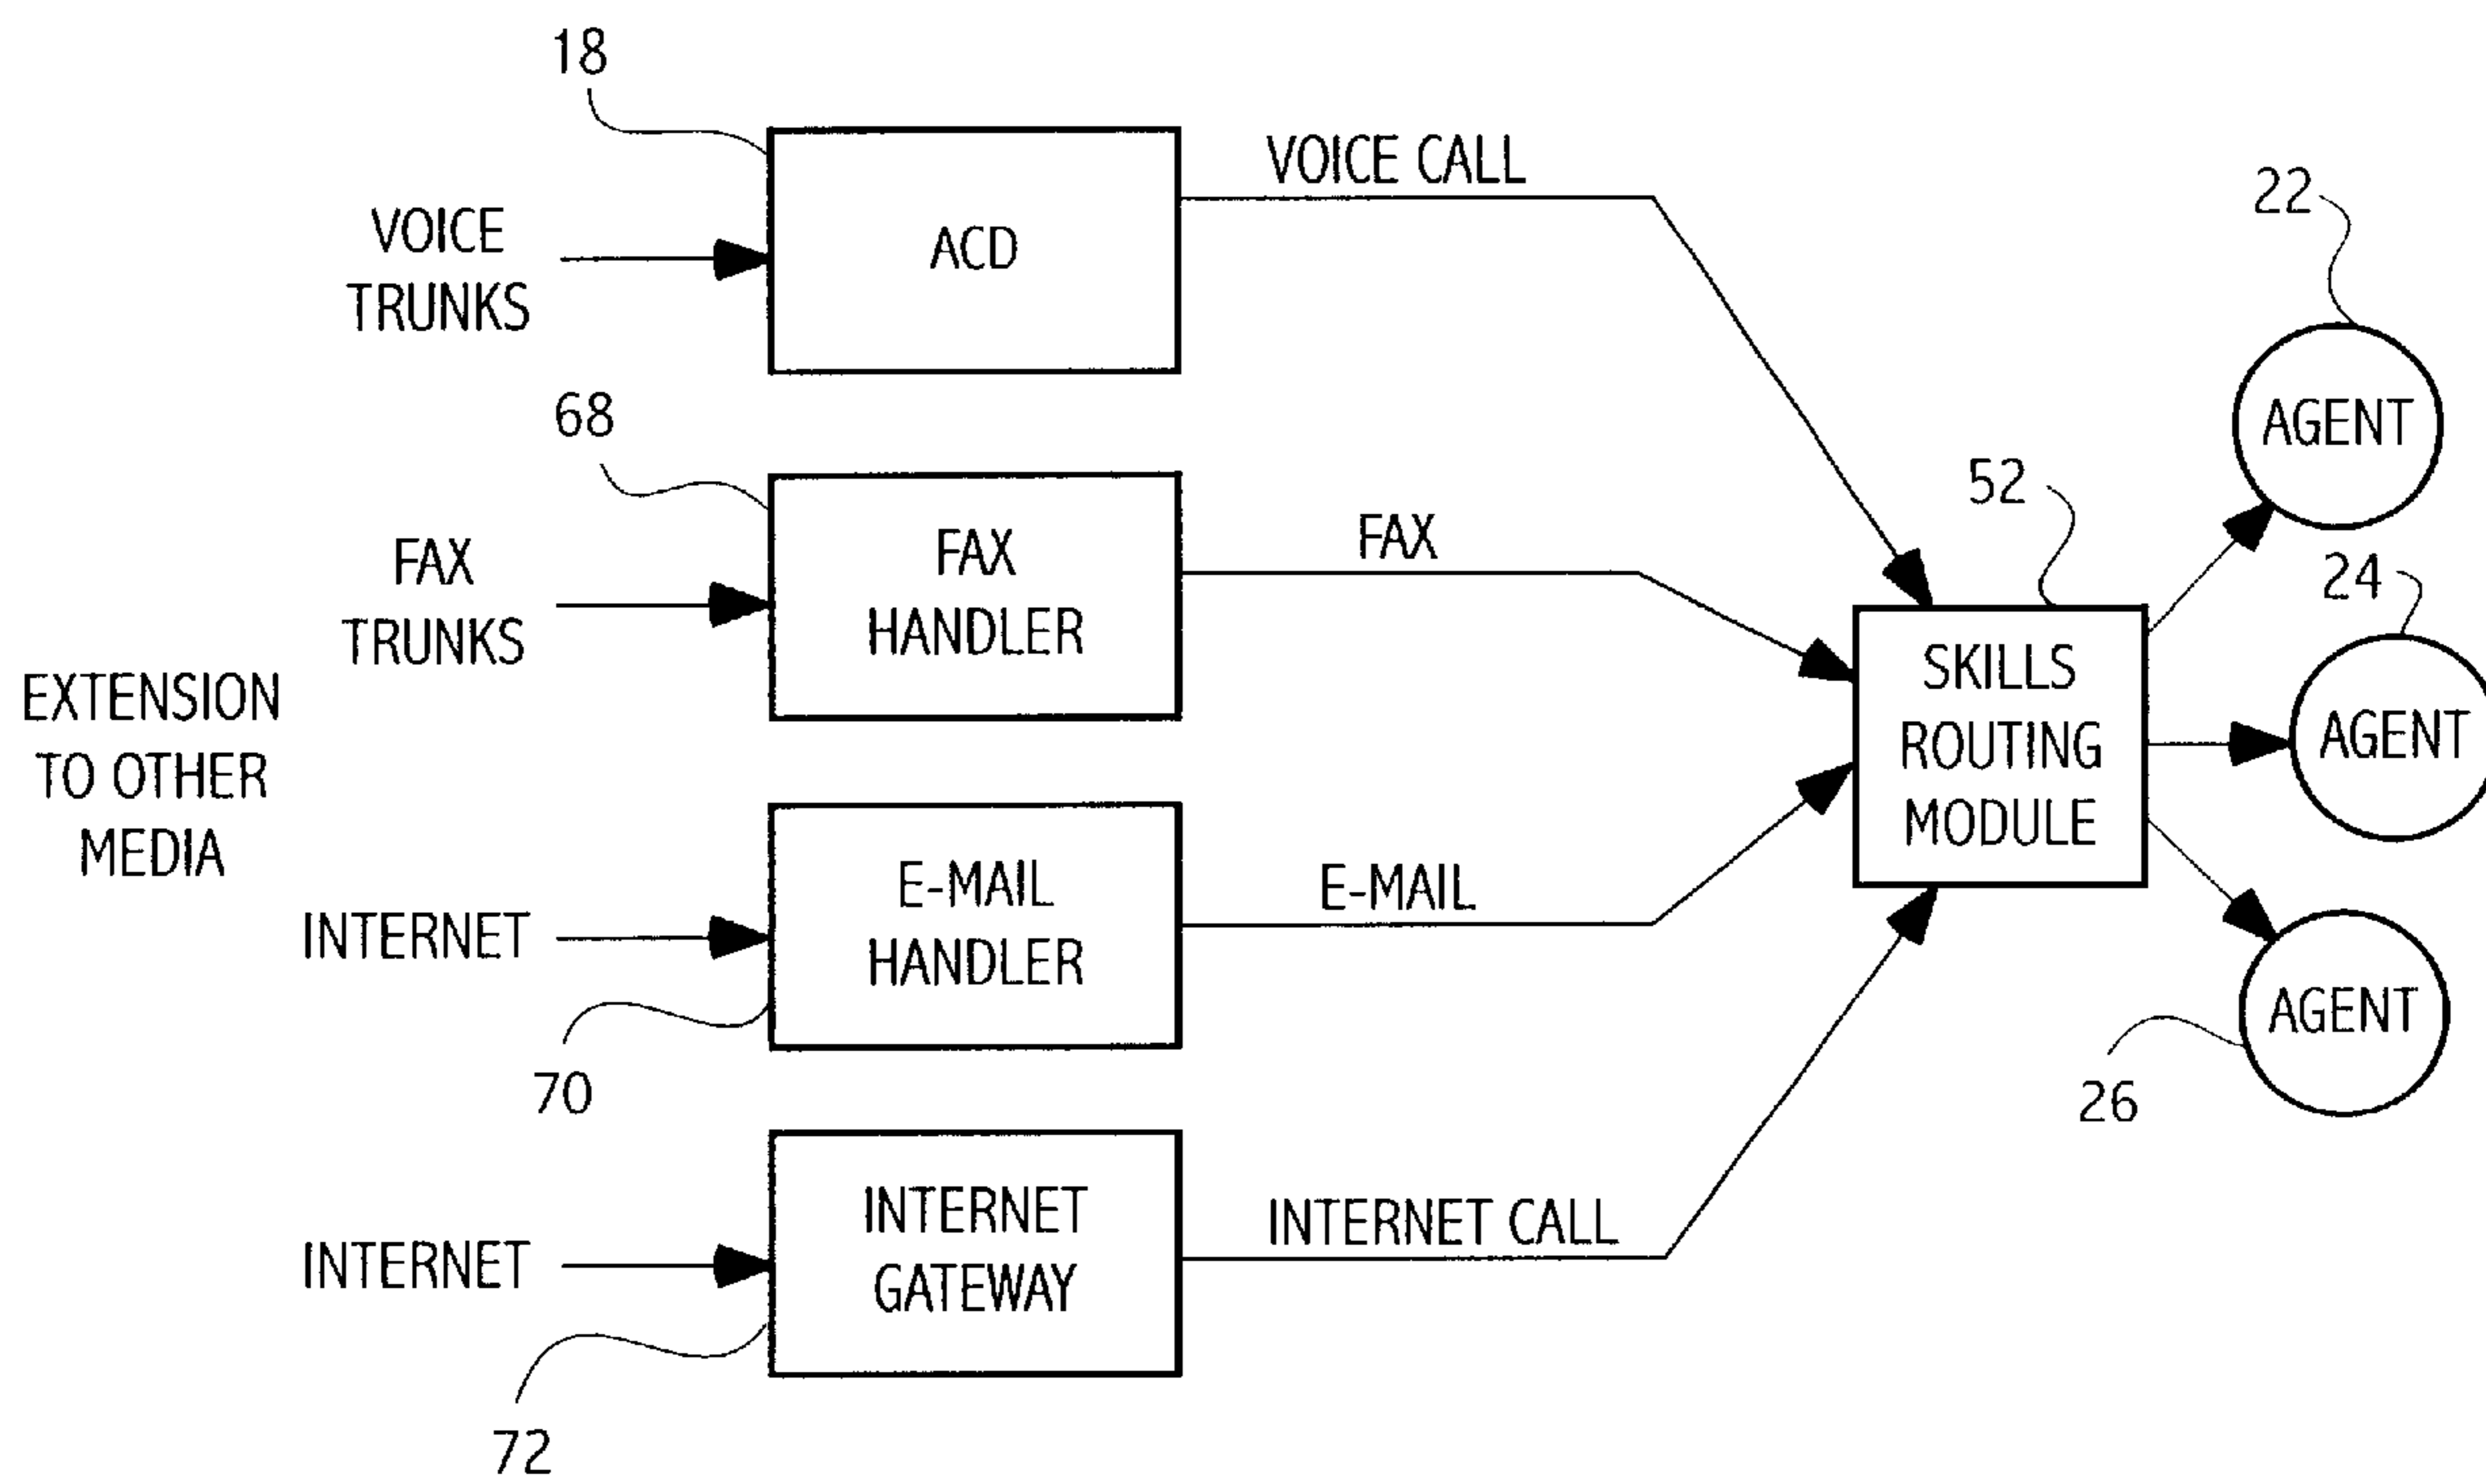 18
VOICE
TRUNKS
ACD
VOICE CALL
68
FAX
TRUNKS
FAX
HANDLER
FAX
EXTENSION
TO OTHER
MEDIA
INTERNET
E-MAIL
HANDLER
E-MAIL
70
INTERNET
INTERNET
GATEWAY
INTERNET CALL
72
52
SKILLS
ROUTING
MODULE
22
AGENT
24
AGENT
AGENT
26